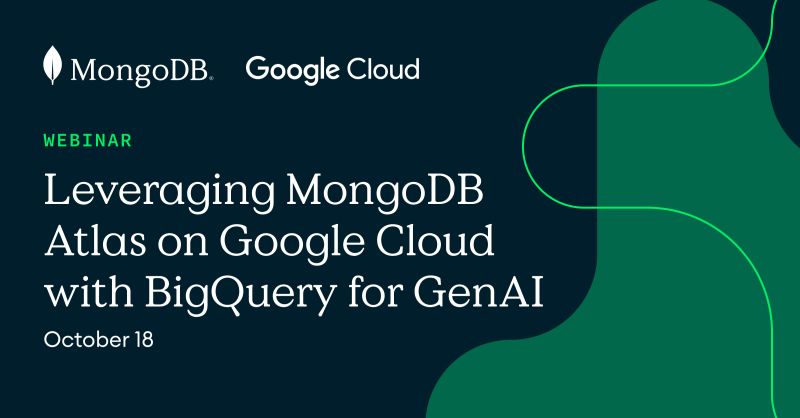 MongoDB® Google Cloud
WEBINAR
Leveraging MongoDB
Atlas on Google Cloud
with BigQuery for GenAI
October 18